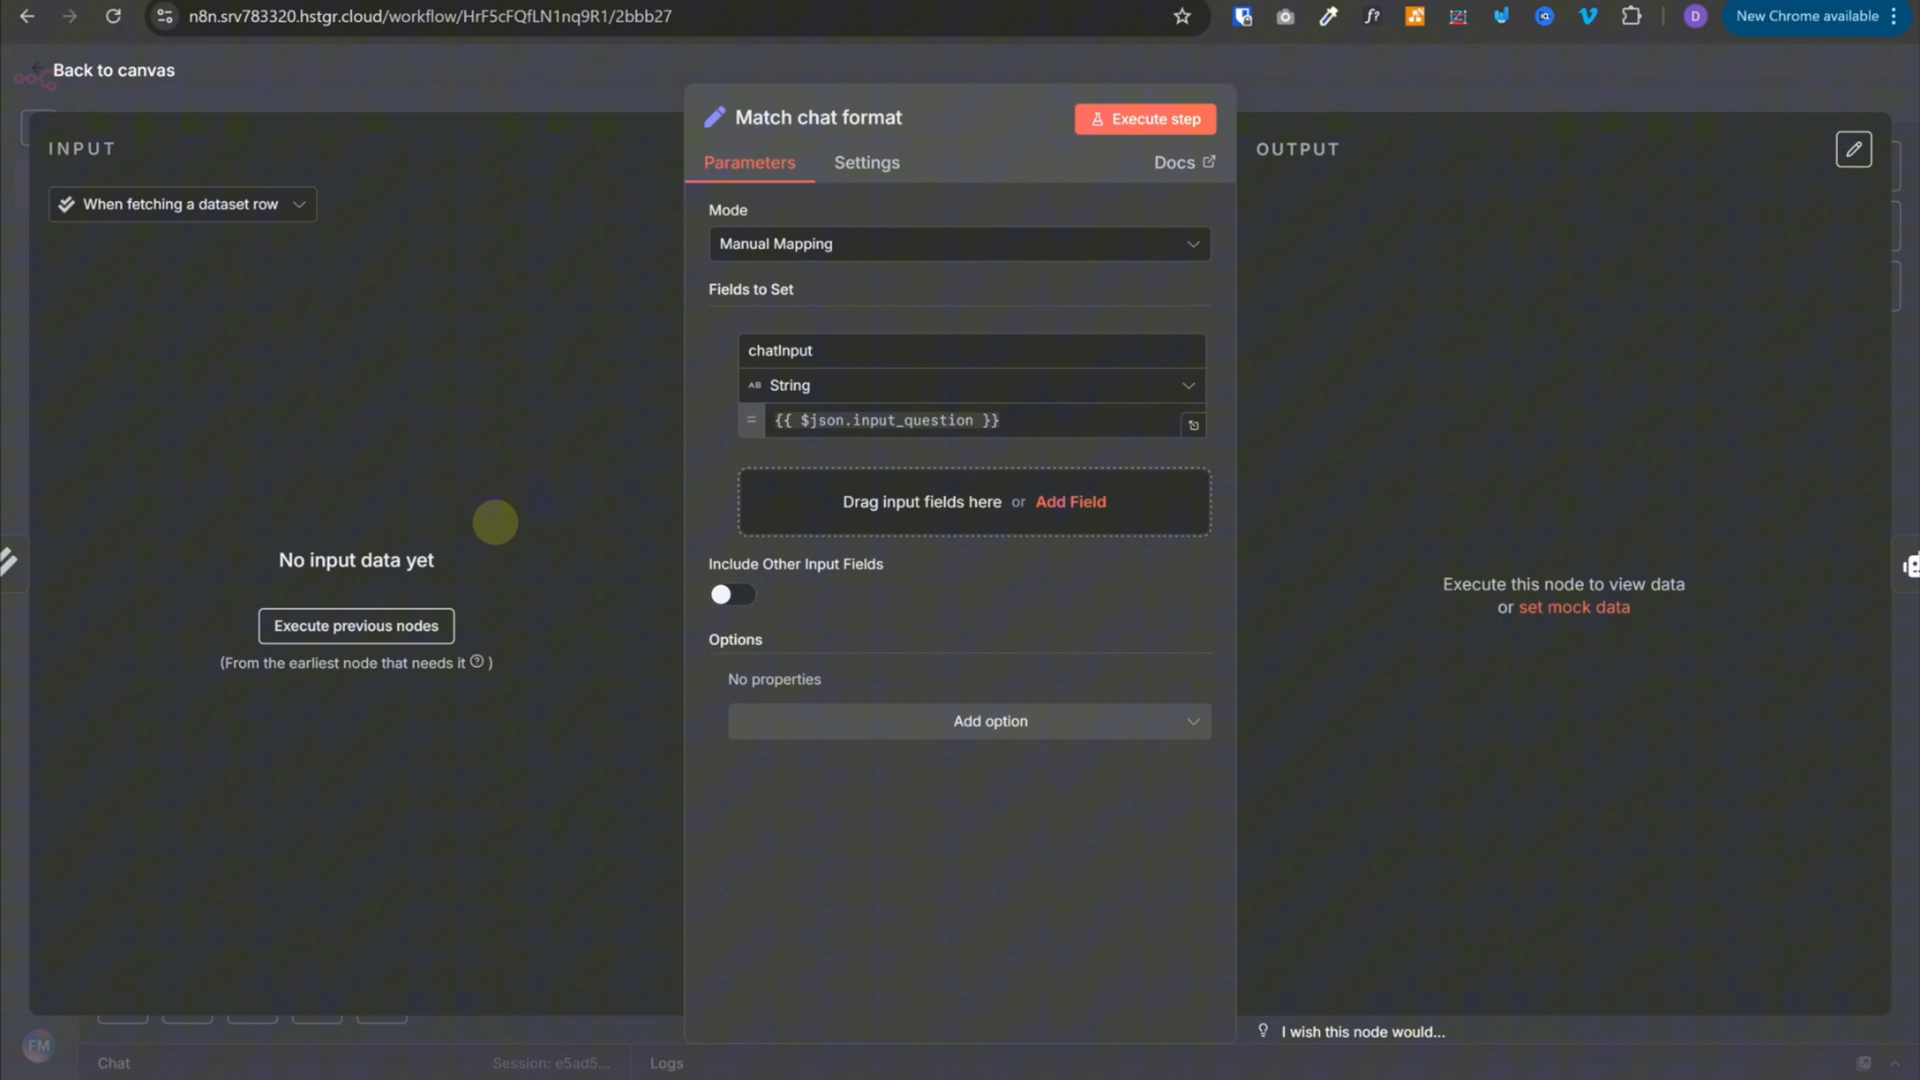 n8n.srv783320.hstgr.cloud/workflow/HrF5cFQfLN1nq9R1/2bbb27
f?
D
New Chrome available
Back to canvas
INPUT
When fetching a dataset row
No input data yet
Execute previous nodes
(From the earliest node that needs it ? )
Match chat format
Execute step
Parameters
Settings
Docs
Mode
Manual Mapping
Fields to Set
chatInput
AB String
= {{ $json.input_question }}
Drag input fields here or Add Field
Include Other Input Fields
Options
No properties
Add option
OUTPUT
Execute this node to view data
or set mock data
I wish this node would...
FM
Chat
Session: e5ad5...
Logs